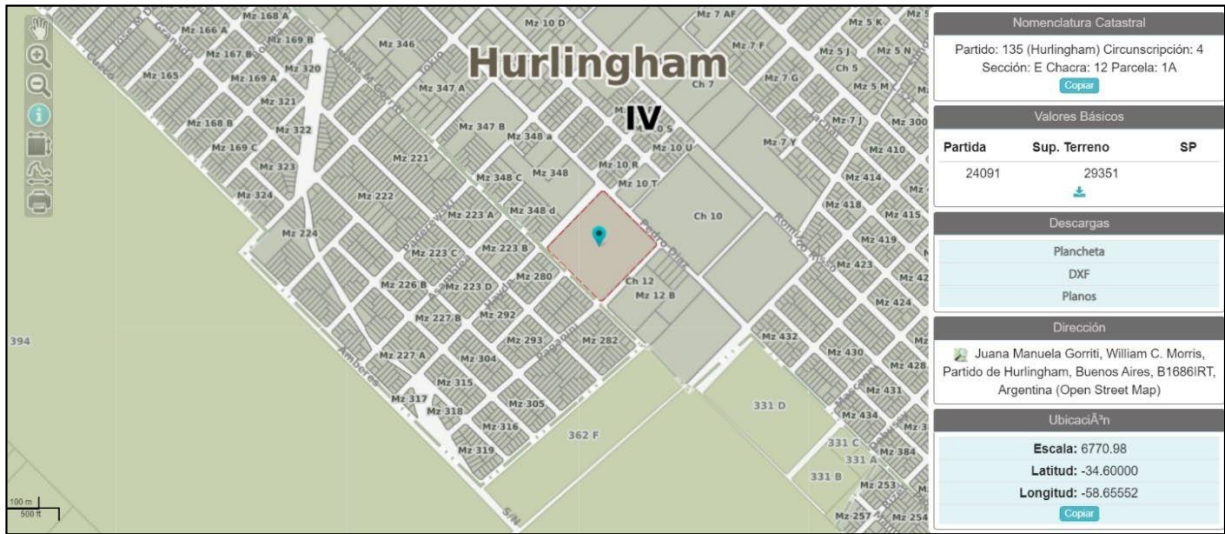 Hurlingham
IV
Mz 168 A
Mz 166 A
Mz 169 B
Mz 10 D
Mz 7 AF
Mz 5 K
Mz 346
Mz 7 F
Mz 5 J
Mz 5 N
Mz 167 B
Mz 320
Mz 165
Mz 169 A
Mz 347 A
Mz 7 G
Ch 5
Ch 7
Mz 5 M
Mz 321
Mz 168 B
Mz 322
Mz 347 B
Mz 348 a
Mz 10 U
Mz 7 J
Mz 300
Mz 7 Y
Mz 410
Mz 169 C
Mz 221
Mz 10 R
Mz 323
Mz 348 C
Mz 348
Mz 10 T
Mz 414
Mz 324
Mz 222
Mz 223 A
Mz 348 d
Pedro Díaz
Ch 10
Mz 418
Mz 415
Mz 224
Mz 223 C
Mz 223 B
Mz 419
Mz 280
Ch 12
Mz 423
Mz 226 B
Mz 223 D
Mz 12 B
Mz 424
Mz 292
Mz 227 B
Mz 293
Paganini
Mz 282
Mz 432
394
Amberes
Mz 227 A
Mz 304
Mz 430
Mz 428
Mz 315
Mz 431
Mz 317
Mz 305
Mz 318
331 D
Mz 434
Mz 316
362 F
331 C
331 A
Mz 384
Mz 319
331 B
Mz 253
S/N
Mz 257
Mz 254
100 m
500 ft
Nomenclatura Catastral
Partido: 135 (Hurlingham) Circunscripción: 4
Sección: E Chacra: 12 Parcela: 1A
Copiar
Valores Básicos
Partida Sup. Terreno SP
24091 29351
Descargas
Plancheta
DXF
Planos
Dirección
Juana Manuela Gorriti, William C. Morris,
Partido de Hurlingham, Buenos Aires, B1686IRT,
Argentina (Open Street Map)
UbicaciÃ³n
Escala: 6770.98
Latitud: -34.60000
Longitud: -58.65552
Copiar